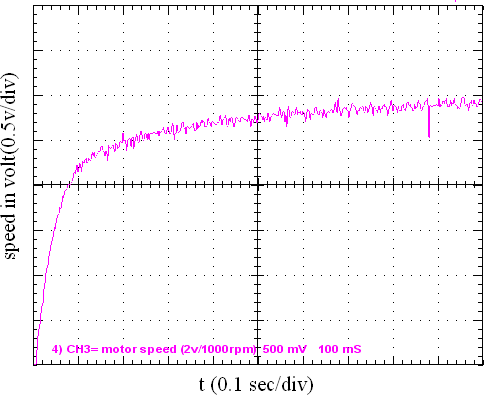 speed in volt(0.5v/div)
4) CH3= motor speed (2v/1000rpm) 500 mV 100 mS
t (0.1 sec/div)